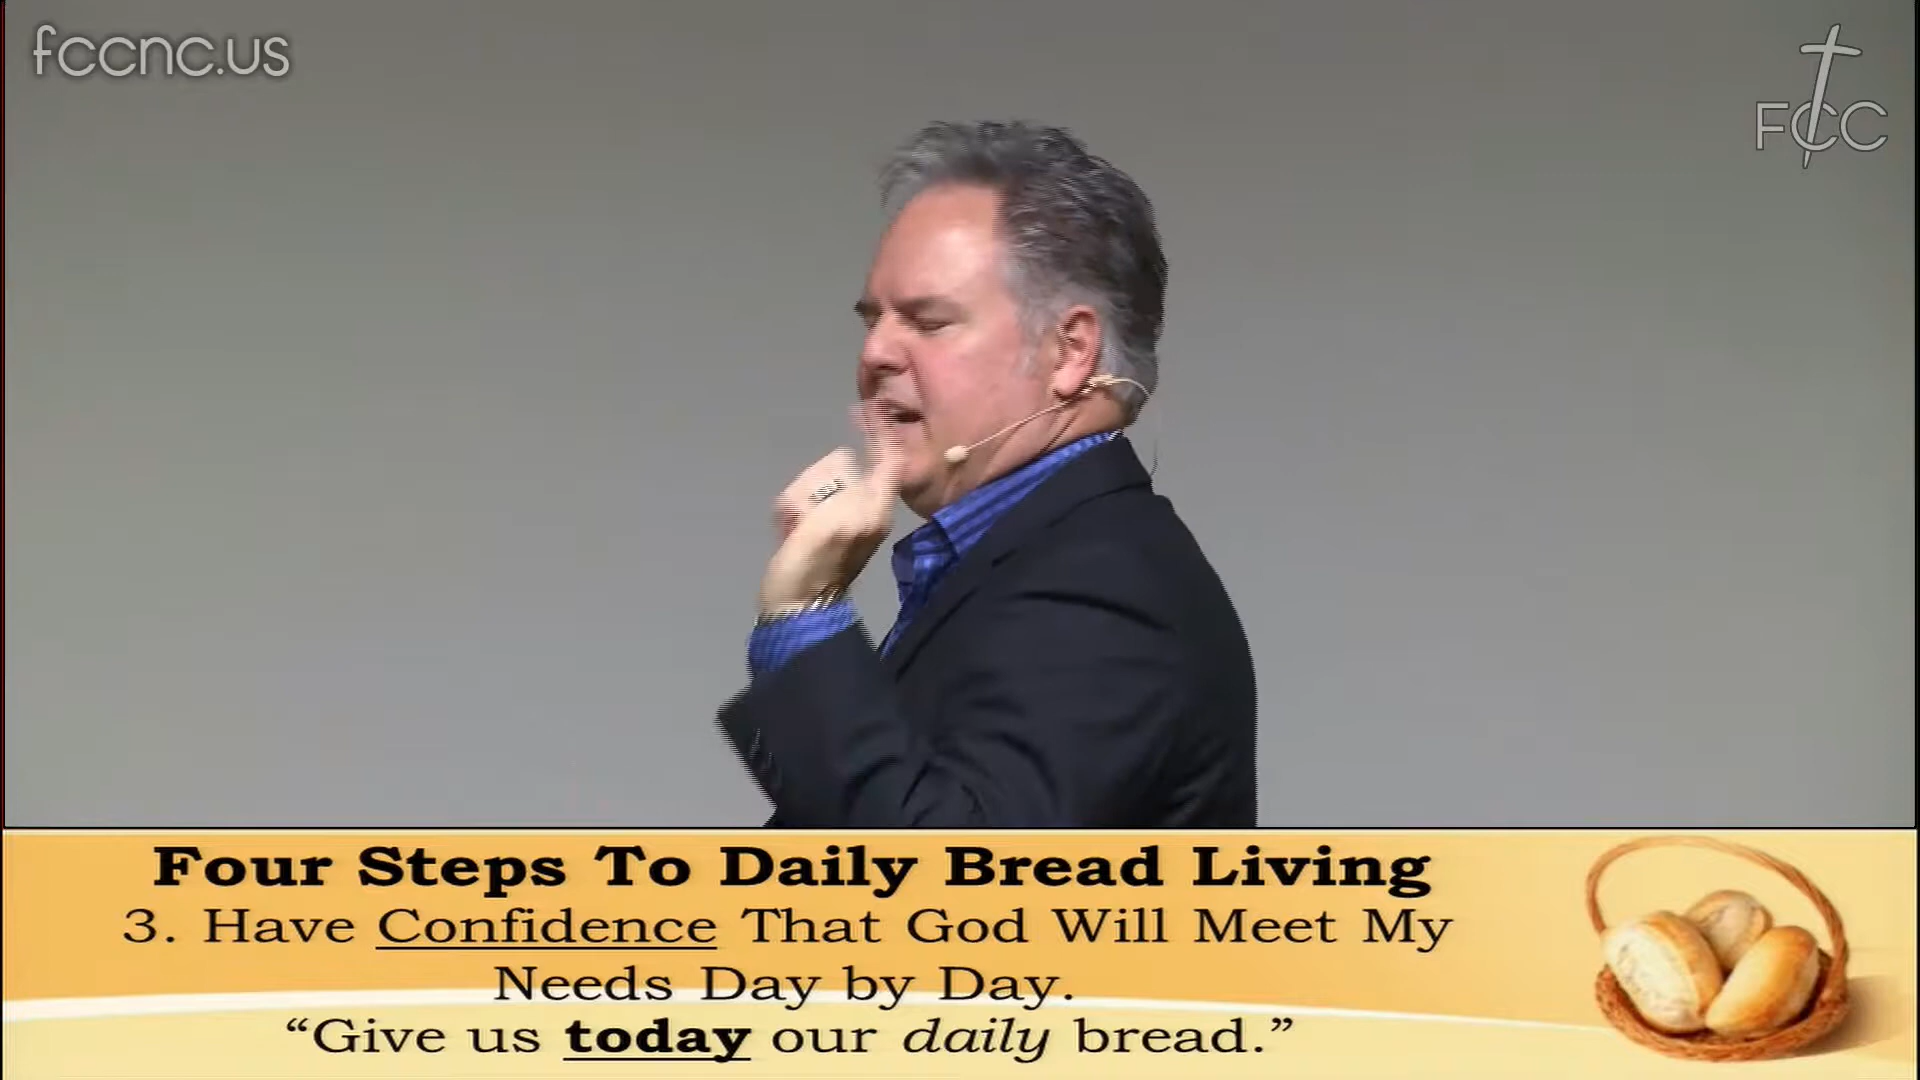 fccnc.us
FCC
Four Steps To Daily Bread Living
3. Have Confidence That God Will Meet My
Needs Day by Day.
“Give us today our daily bread.”